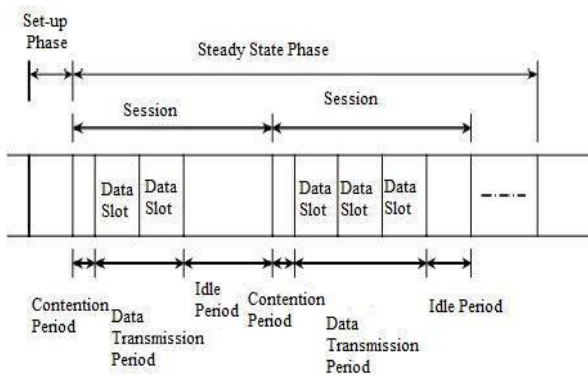 Set-up
Phase
Steady State Phase
Session
Session
Data
Slot
Data
Slot
Data
Slot
Data
Slot
Data
Slot
Contention
Period
Data
Transmission
Period
Idle
Period
Contention
Period
Data
Transmission
Period
Idle Period